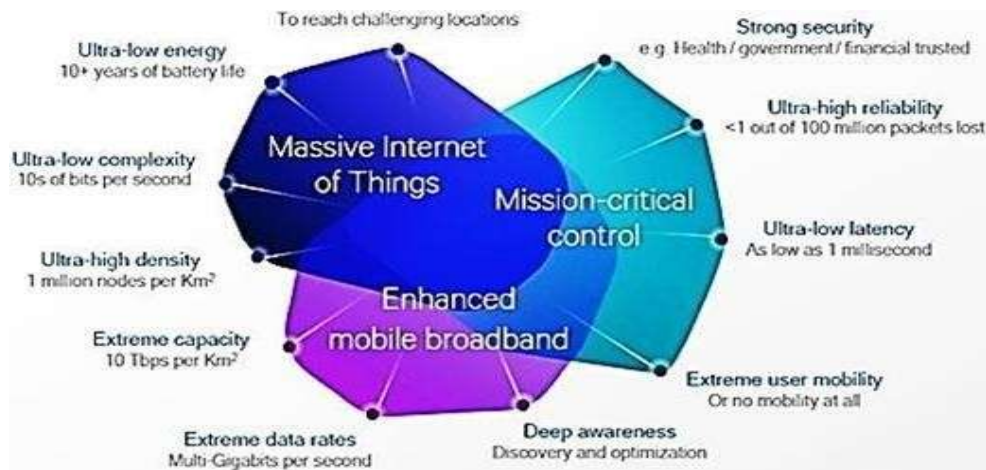 To reach challenging locations
Ultra-low energy
10+ years of battery life
Ultra-low complexity
10s of bits per second
Ultra-high density
1 million nodes per Km²
Extreme capacity
10 Tbps per Km²
Extreme data rates
Multi-Gigabits per second
Deep awareness
Discovery and optimization
Extreme user mobility
Or no mobility at all
Ultra-low latency
As low as 1 millisecond
Ultra-high reliability
<1 out of 100 million packets lost
Strong security
e.g. Health / government / financial trusted
Massive Internet
of Things
Mission-critical
control
Enhanced
mobile broadband